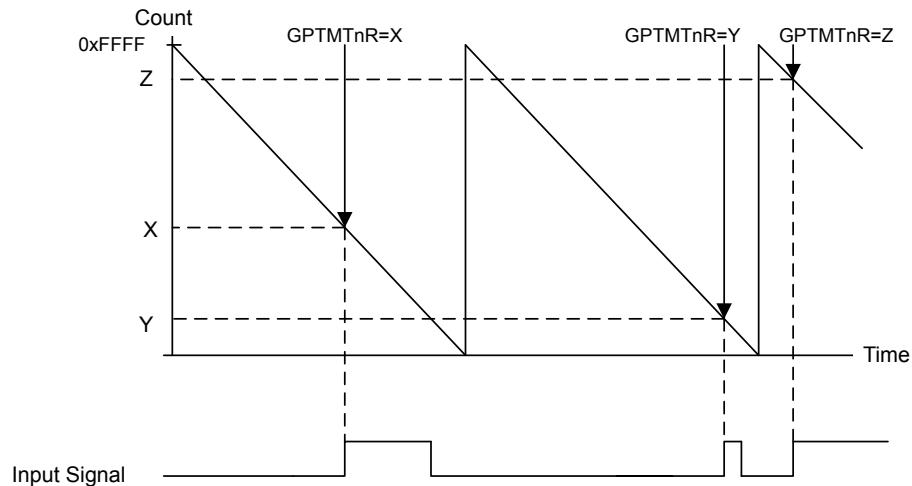 Count
0xFFFF
GPTMTnR=X
GPTMTnR=Y
GPTMTnR=Z
Z
X
Y
Time
Input Signal